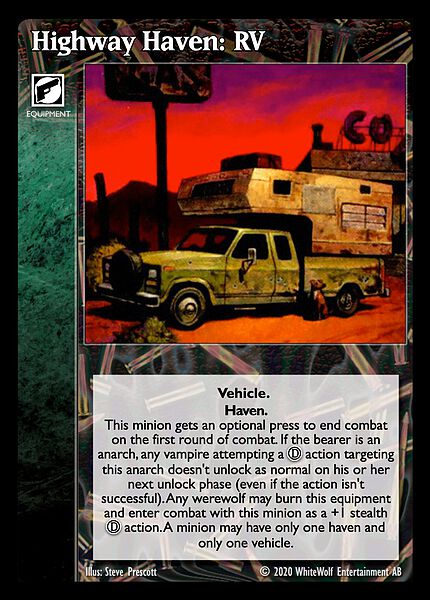 Highway Haven: RV
EQUIPMENT
CO
Vehicle.
Haven.
This minion gets an optional press to end combat
on the first round of combat. If the bearer is an
anarch, any vampire attempting a Ⓓ action targeting
this anarch doesn't unlock as normal on his or her
next unlock phase (even if the action isn't
successful). Any werewolf may burn this equipment
and enter combat with this minion as a +1 stealth
Ⓓ action. A minion may have only one haven and
only one vehicle.
Illus: Steve Prescott
© 2020 WhiteWolf Entertainment AB